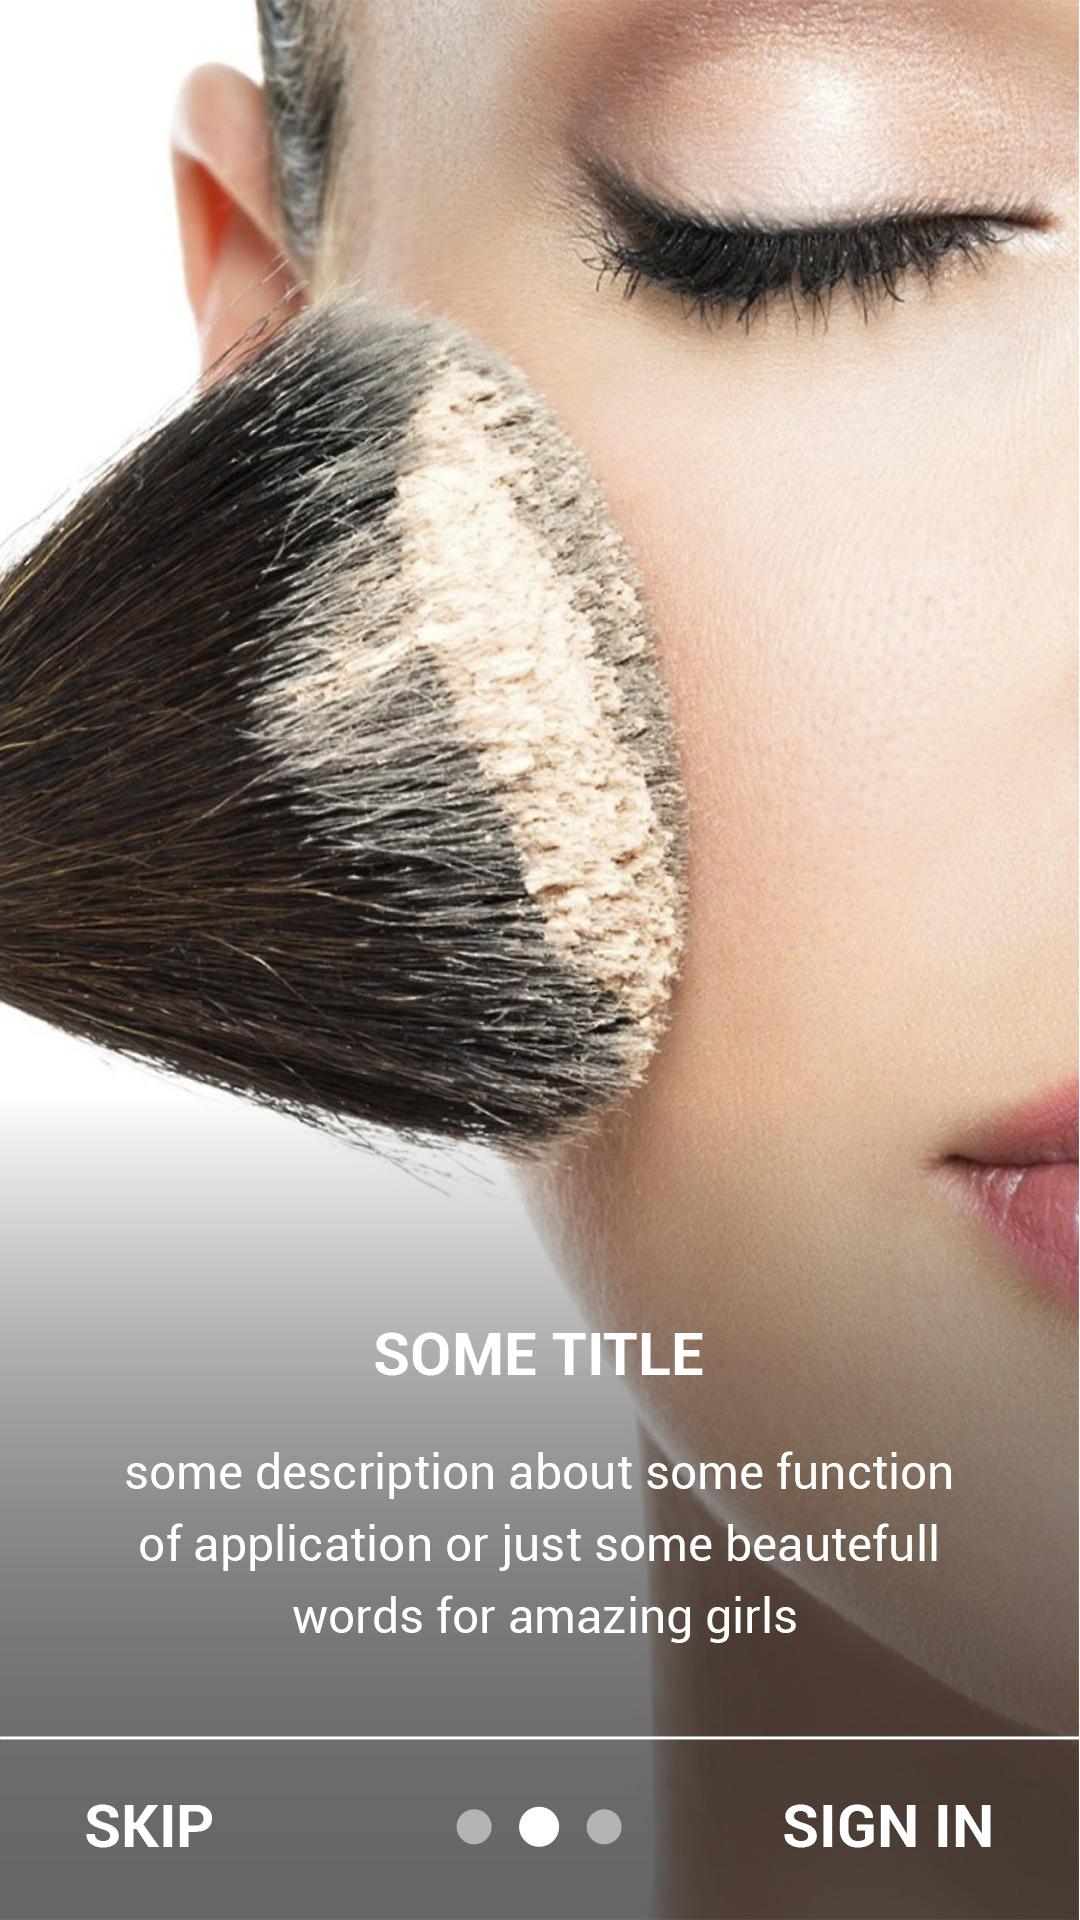 SOME TITLE
some description about some function
of application or just some beautefull
words for amazing girls
SKIP
SIGN IN